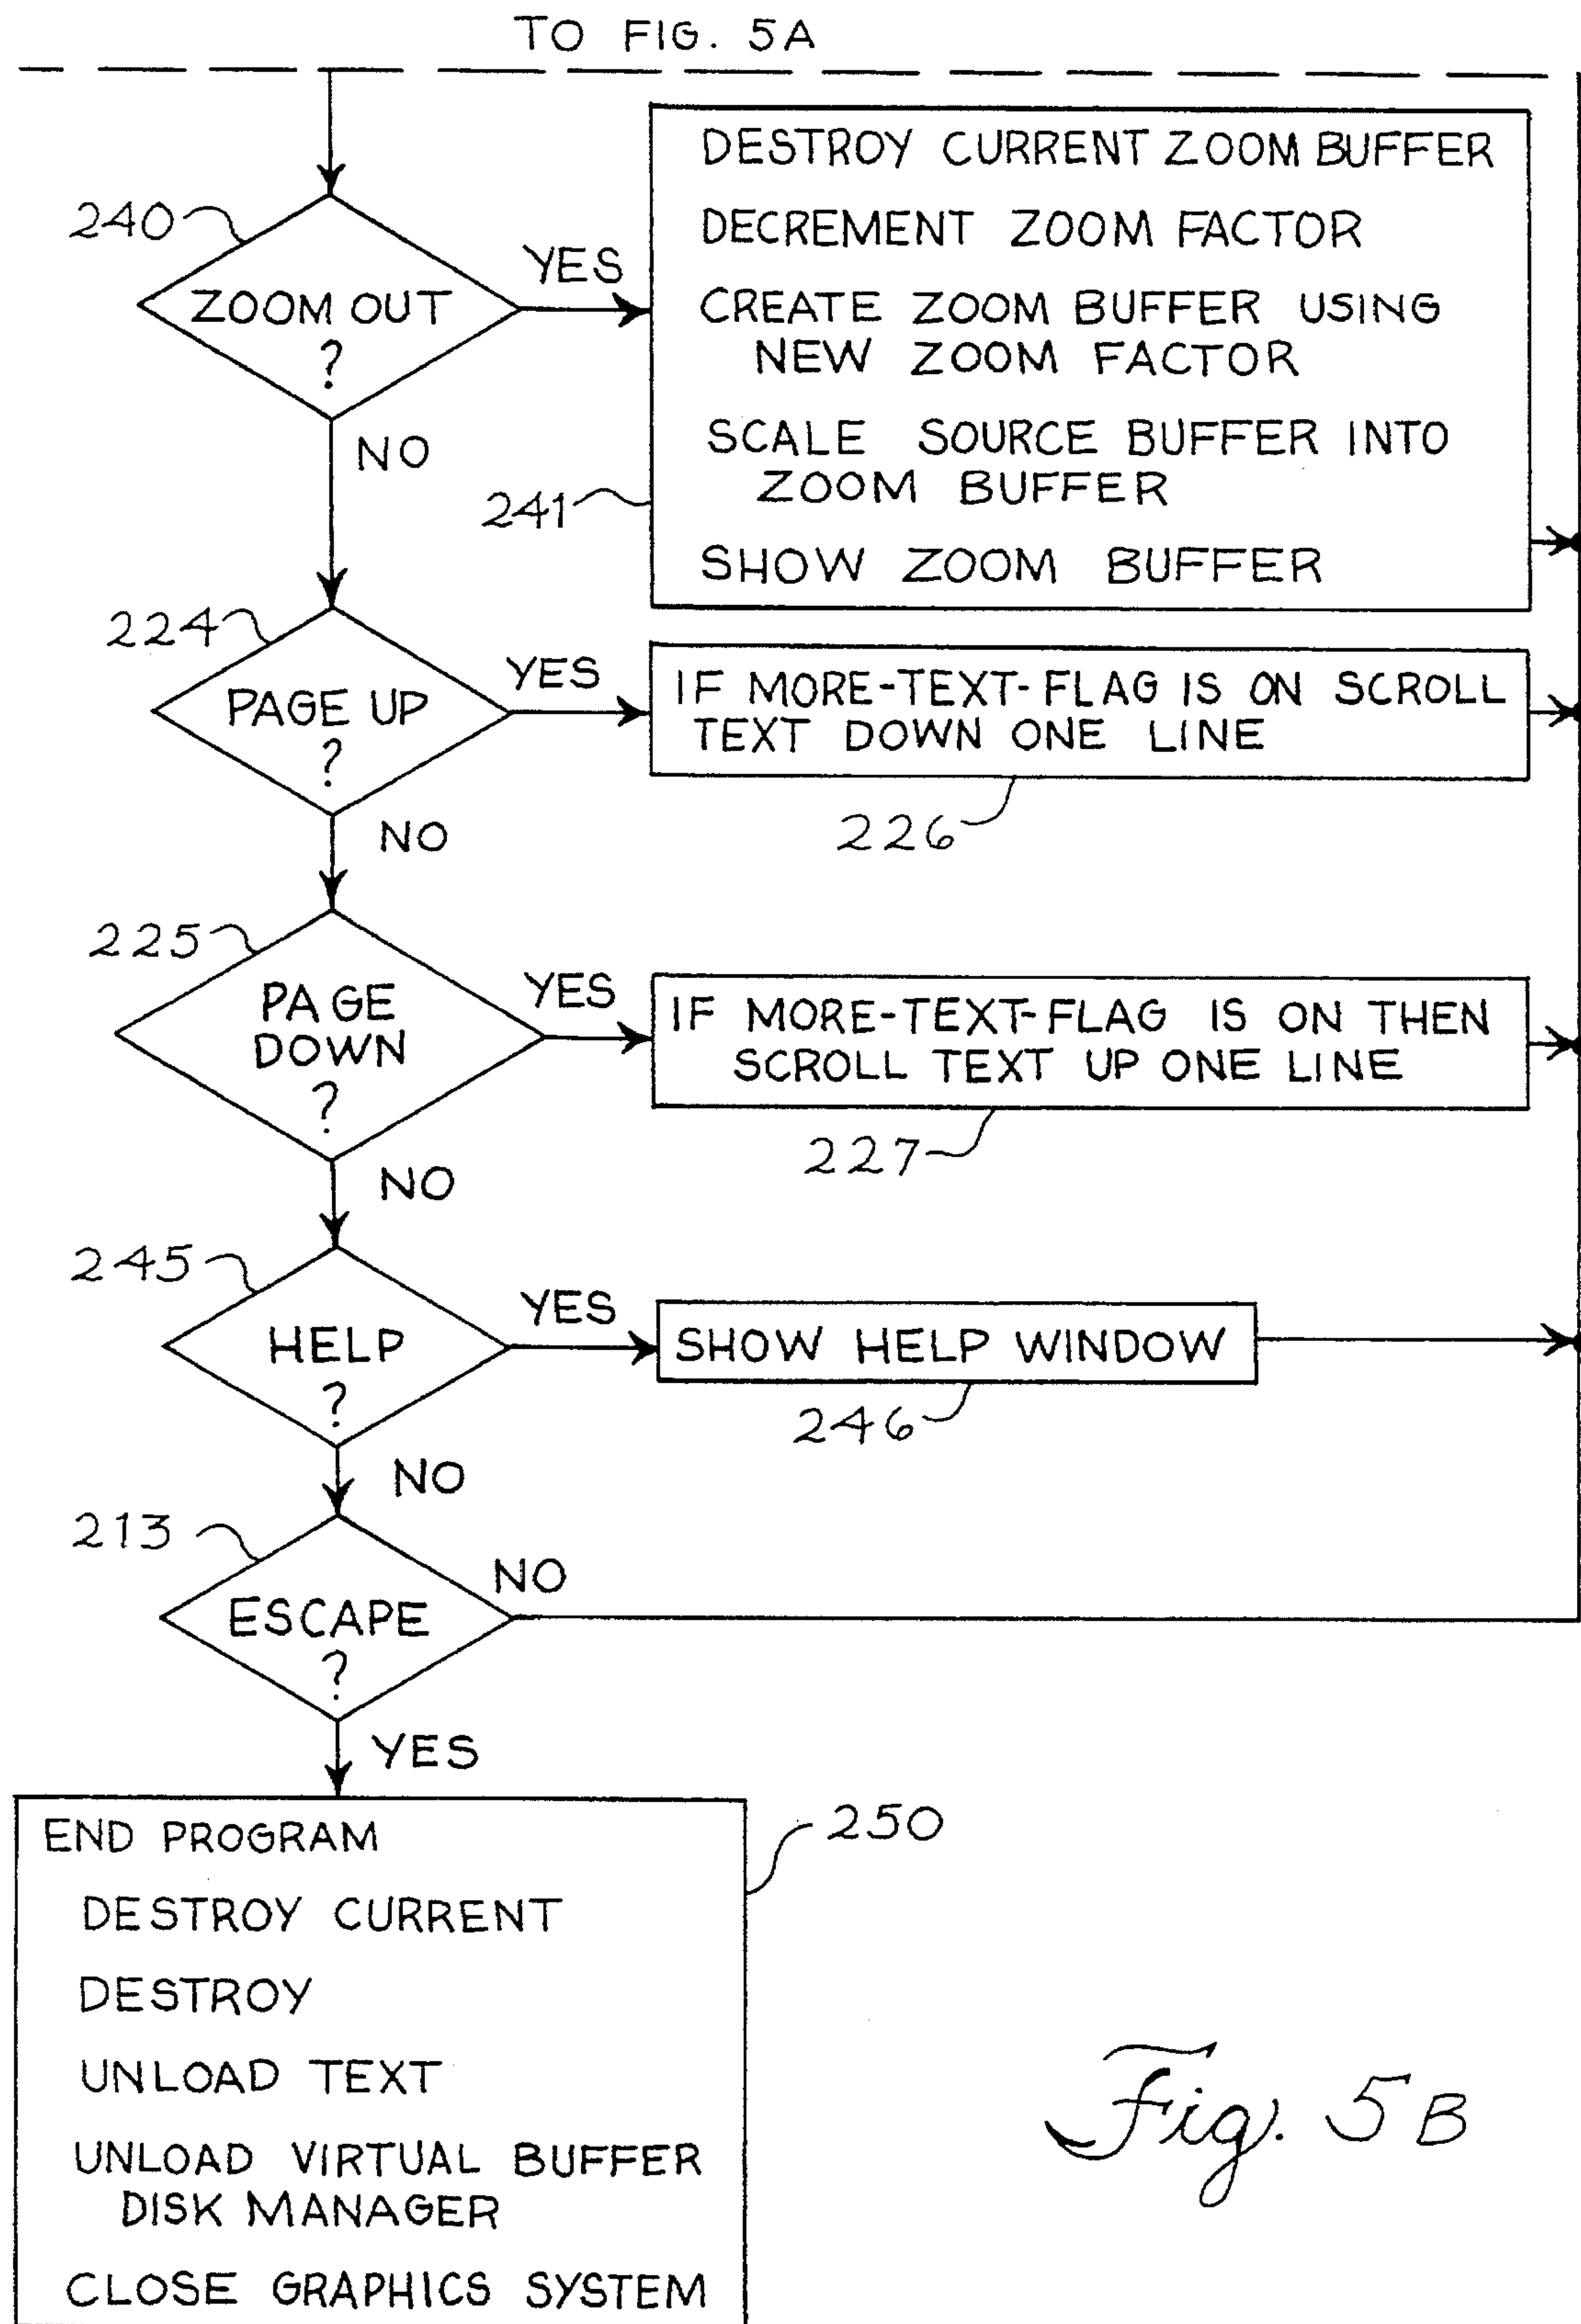 TO FIG. 5A
240
ZOOM OUT
?
YES
NO
DESTROY CURRENT ZOOM BUFFER
DECREMENT ZOOM FACTOR
CREATE ZOOM BUFFER USING
NEW ZOOM FACTOR
SCALE SOURCE BUFFER INTO
ZOOM BUFFER
SHOW ZOOM BUFFER
241
224
PAGE UP
?
YES
NO
IF MORE-TEXT-FLAG IS ON SCROLL
TEXT DOWN ONE LINE
226
225
PAGE
DOWN
?
YES
NO
IF MORE-TEXT-FLAG IS ON THEN
SCROLL TEXT UP ONE LINE
227
245
HELP
?
YES
NO
SHOW HELP WINDOW
246
213
ESCAPE
?
NO
YES
END PROGRAM
DESTROY CURRENT
DESTROY
UNLOAD TEXT
UNLOAD VIRTUAL BUFFER
DISK MANAGER
CLOSE GRAPHICS SYSTEM
250
Fig. 5B